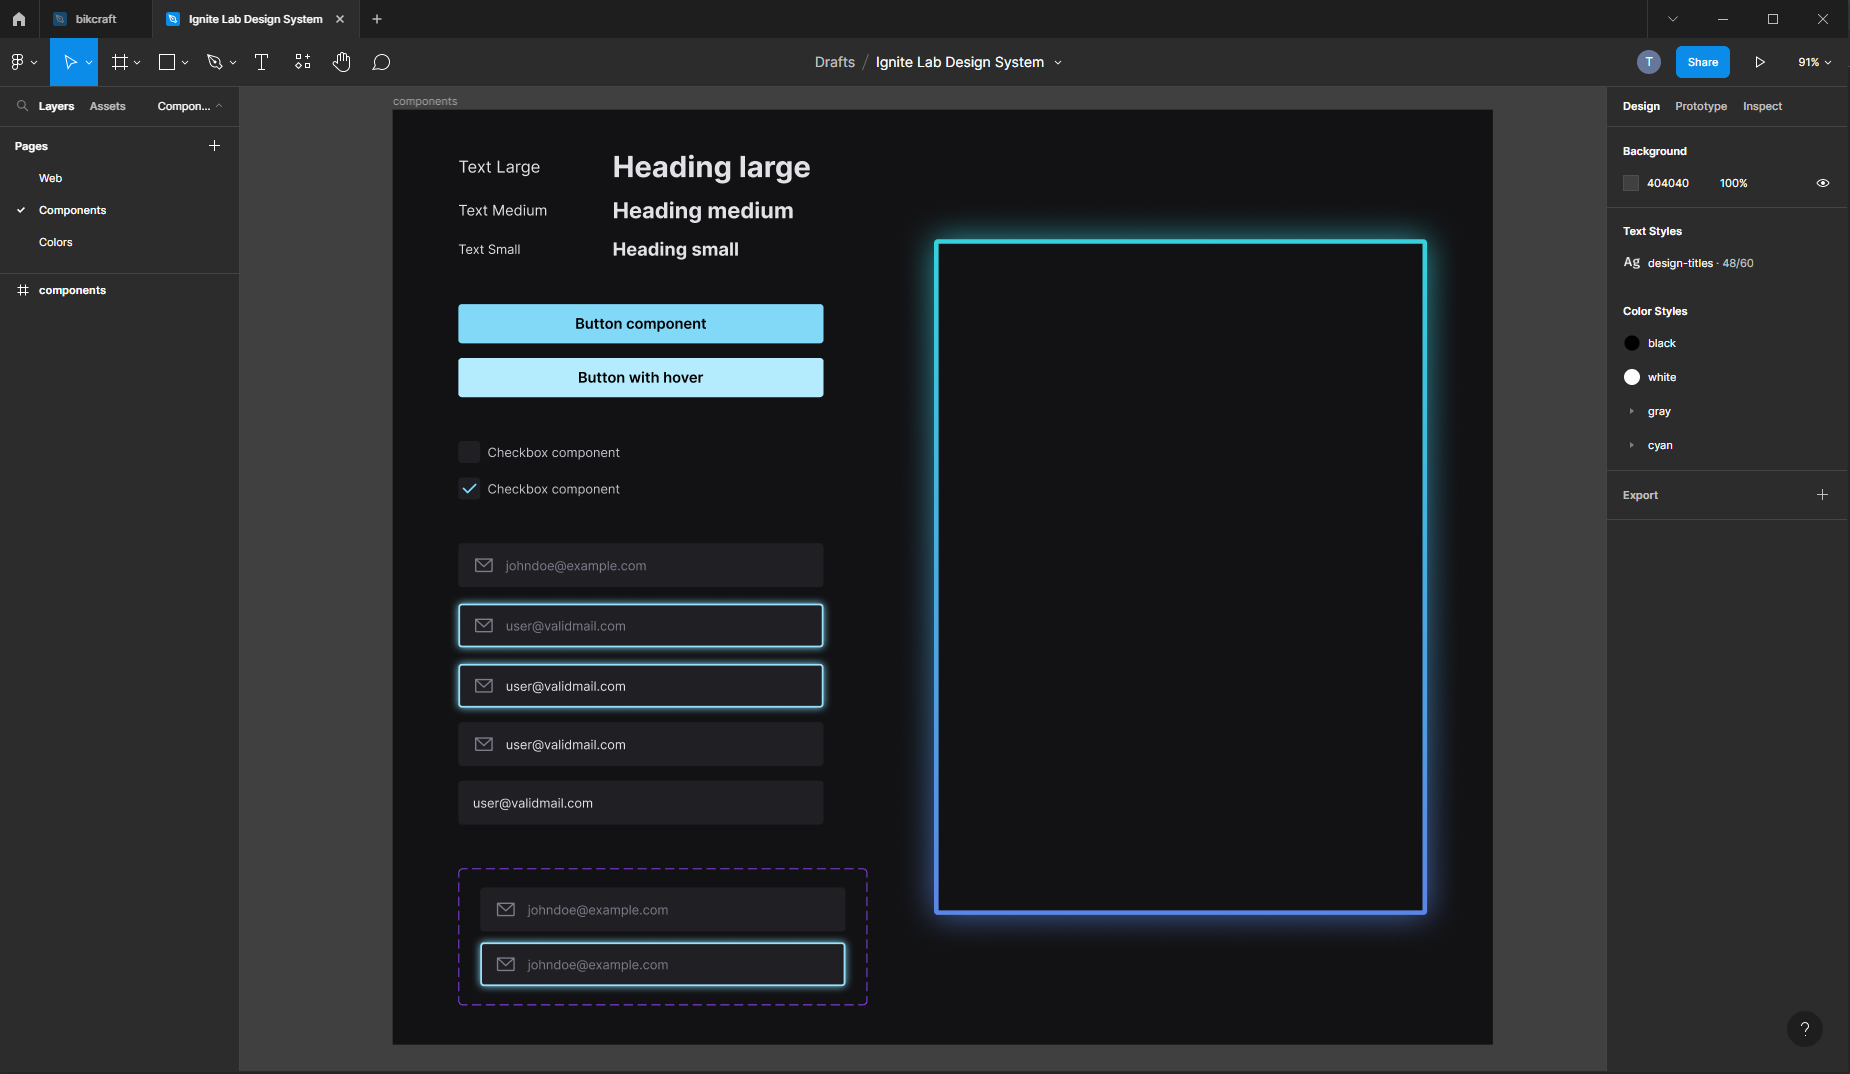 bikcraft
Ignite Lab Design System
Drafts / Ignite Lab Design System
T
Share
91%
Layers
Assets
Compon...
Pages
Web
Components
Colors
components
components
Text Large
Heading large
Text Medium
Heading medium
Text Small
Heading small
Button component
Button with hover
Checkbox component
Checkbox component
johndoe@example.com
user@validmail.com
user@validmail.com
user@validmail.com
user@validmail.com
johndoe@example.com
johndoe@example.com
Design
Prototype
Inspect
Background
404040
100%
Text Styles
Ag design-titles · 48/60
Color Styles
black
white
gray
cyan
Export
?